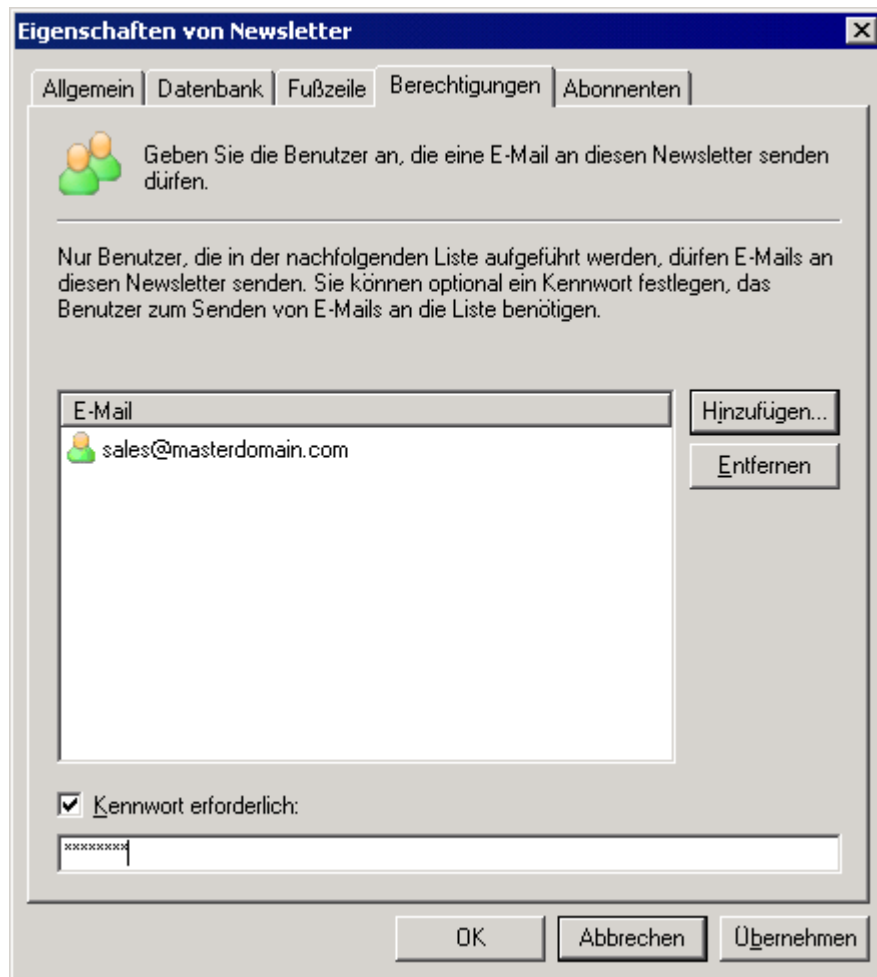 Eigenschaften von Newsletter
Allgemein Datenbank Fußzeile Berechtigungen Abonnenten
Geben Sie die Benutzer an, die eine E-Mail an diesen Newsletter senden
dürfen.
Nur Benutzer, die in der nachfolgenden Liste aufgeführt werden, dürfen E-Mails an
diesen Newsletter senden. Sie können optional ein Kennwort festlegen, das
Benutzer zum Senden von E-Mails an die Liste benötigen.
E-Mail
Hinzufügen...
sales@masterdomain.com
Entfernen
Kennwort erforderlich:
********
OK Abbrechen Übernehmen